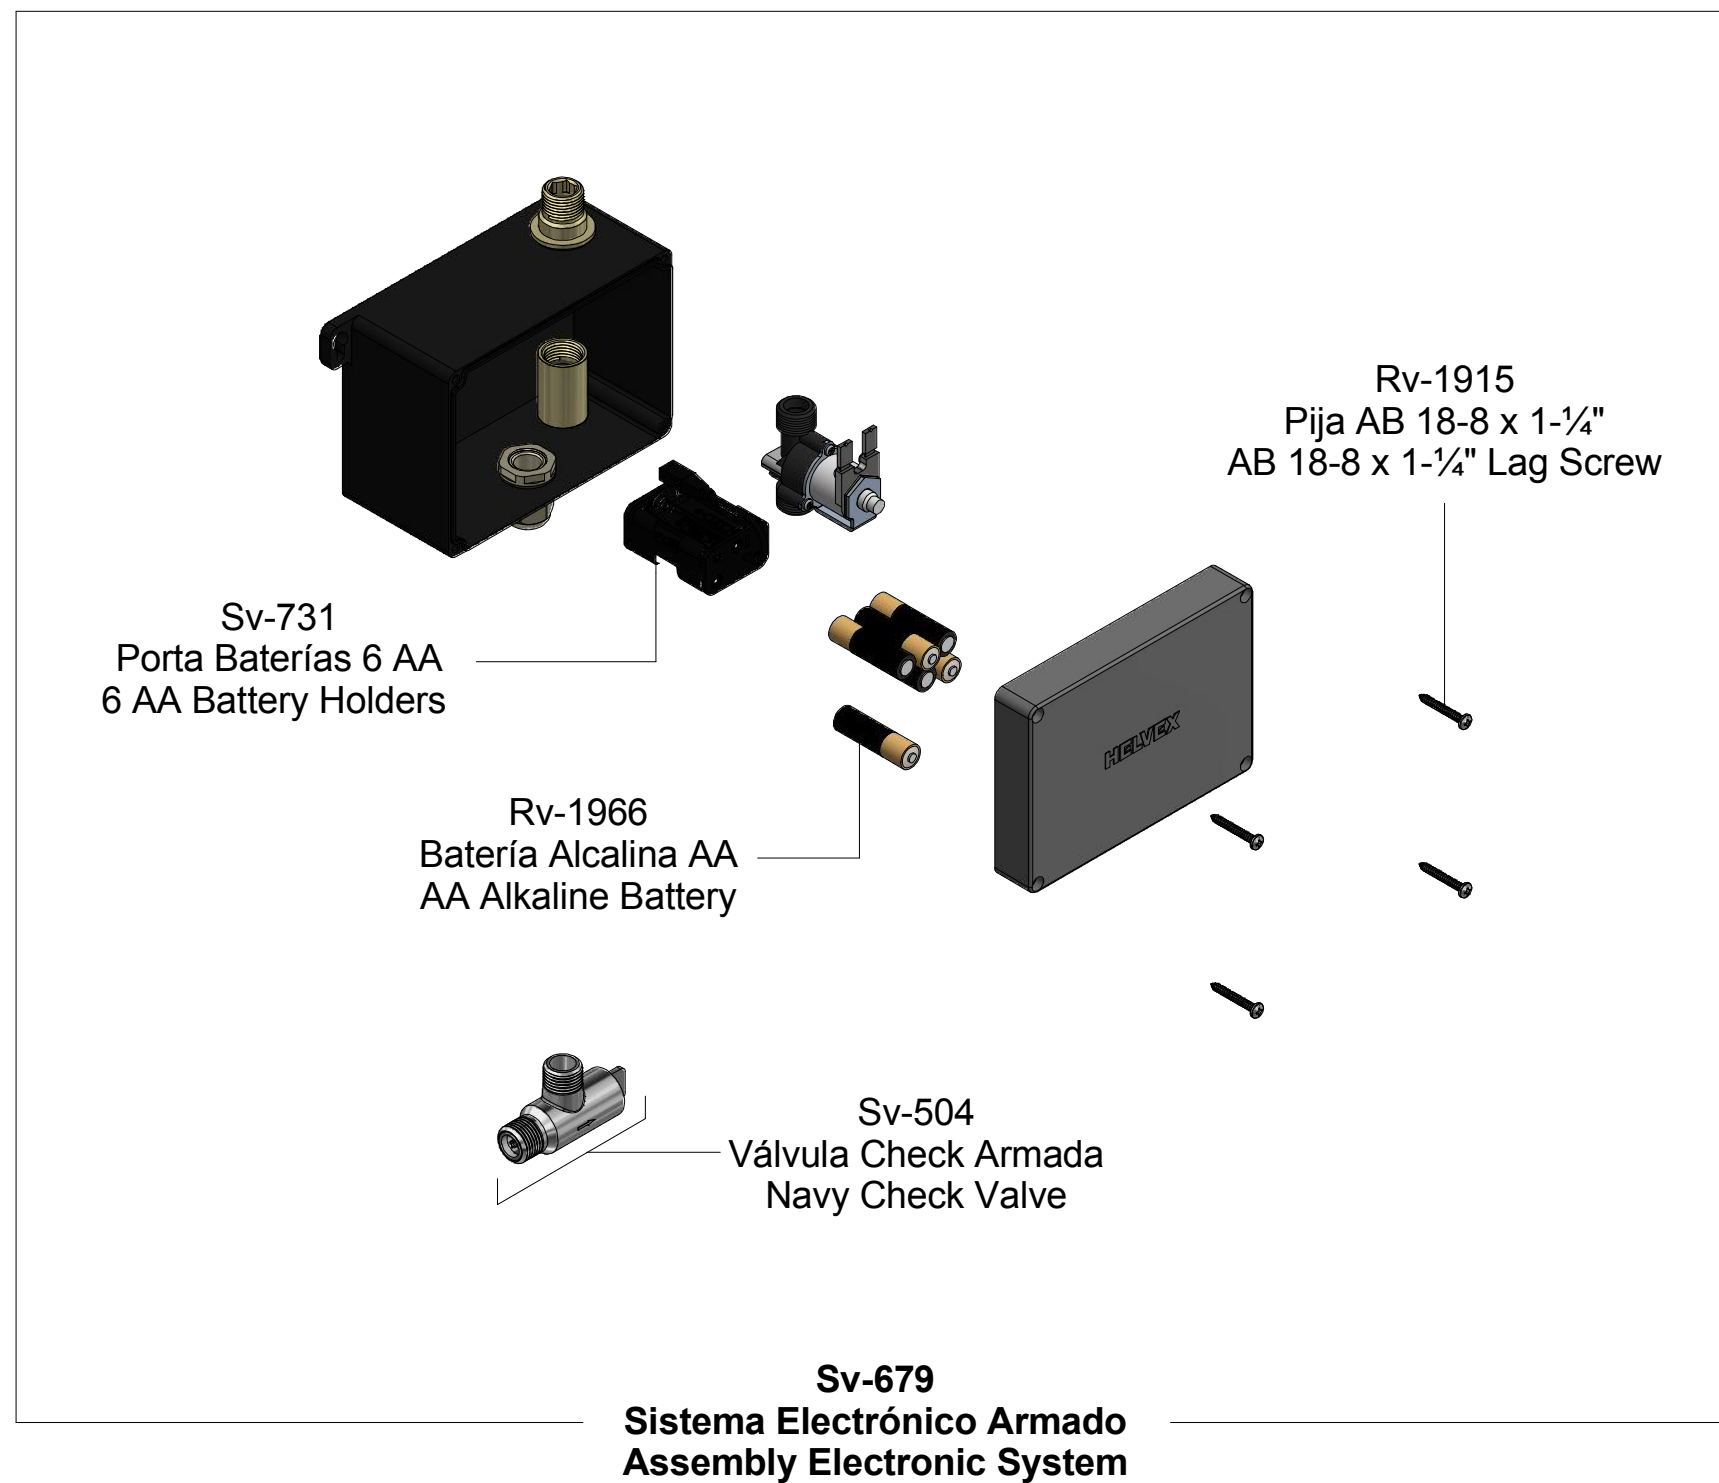 Rv-1915
Pija AB 18-8 x 1-¼"
AB 18-8 x 1-¼" Lag Screw
Sv-731
Porta Baterías 6 AA
6 AA Battery Holders
HELVEX
Rv-1966
Batería Alcalina AA
AA Alkaline Battery
Sv-504
Válvula Check Armada
Navy Check Valve
Sv-679
Sistema Electrónico Armado
Assembly Electronic System